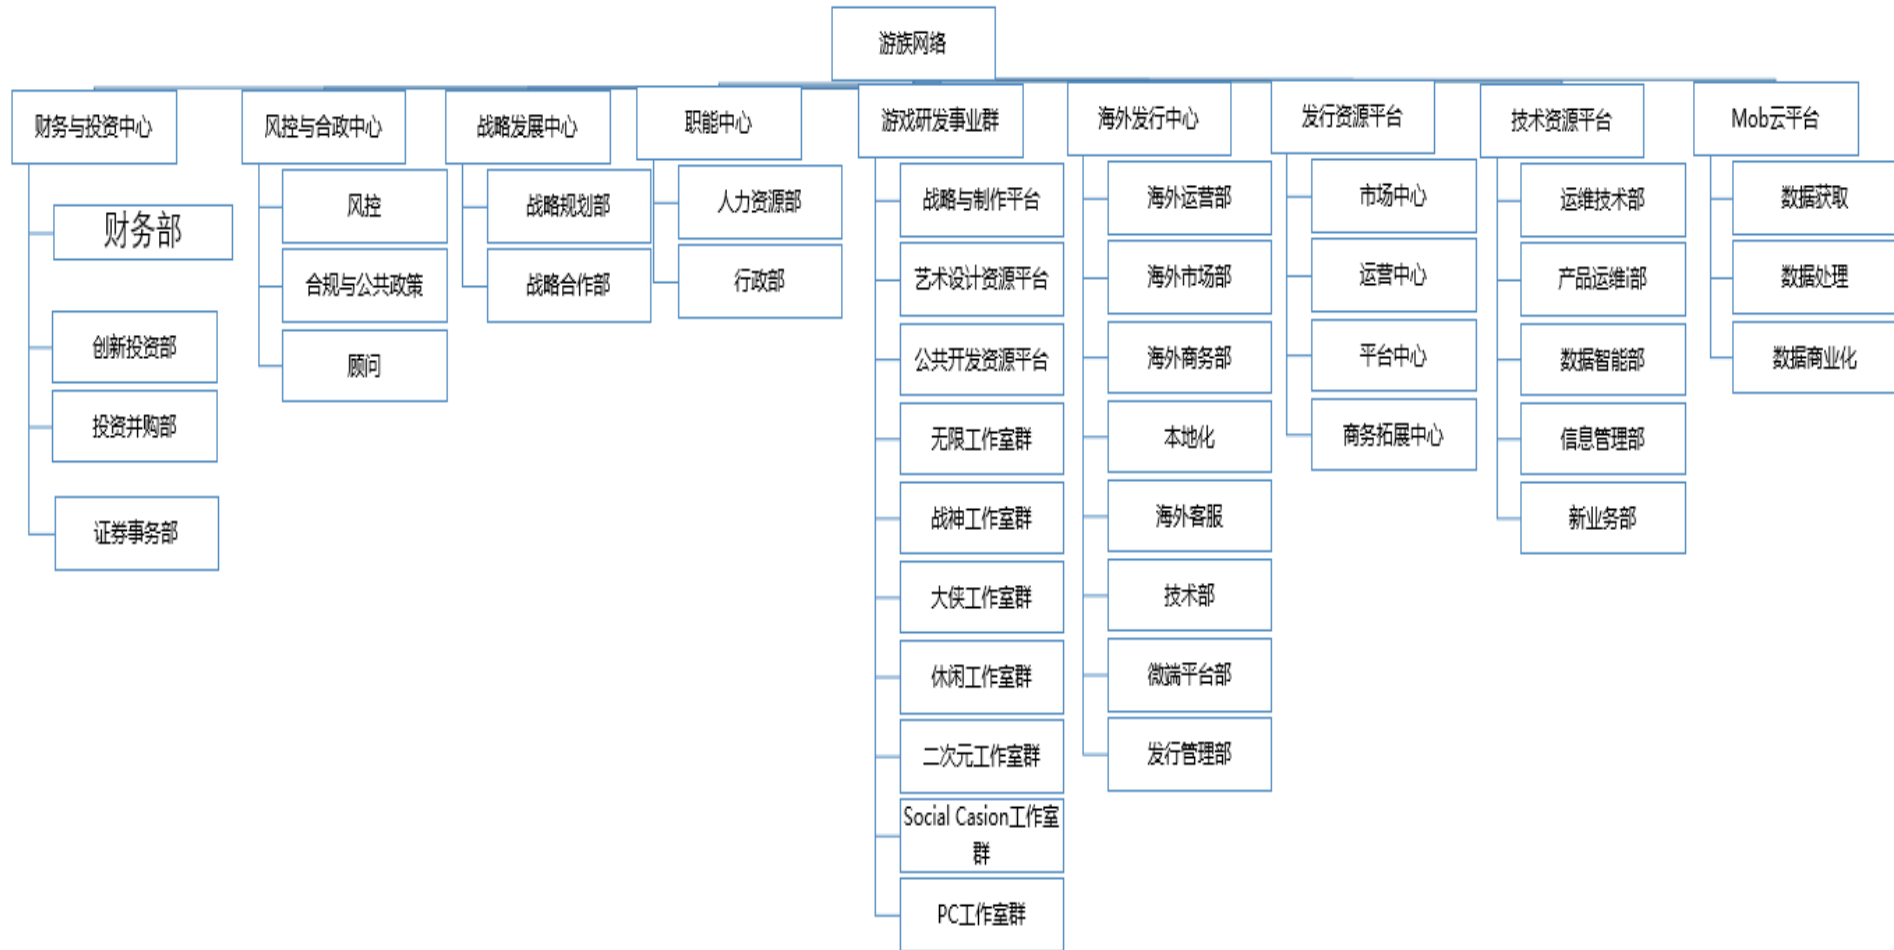 游族网络
财务与投资中心
财务部
创新投资部
投资并购部
证券事务部
风控与合政中心
风控
合规与公共政策
顾问
战略发展中心
战略规划部
战略合作部
职能中心
人力资源部
行政部
游戏研发事业群
战略与制作平台
艺术设计资源平台
公共开发资源平台
无限工作室群
战神工作室群
大侠工作室群
休闲工作室群
二次元工作室群
Social Casion工作室
群
PC工作室群
海外发行中心
海外运营部
海外市场部
海外商务部
本地化
海外客服
技术部
微端平台部
发行管理部
发行资源平台
市场中心
运营中心
平台中心
商务拓展中心
技术资源平台
运维技术部
产品运维i部
数据智能部
信息管理部
新业务部
Mob云平台
数据获取
数据处理
数据商业化